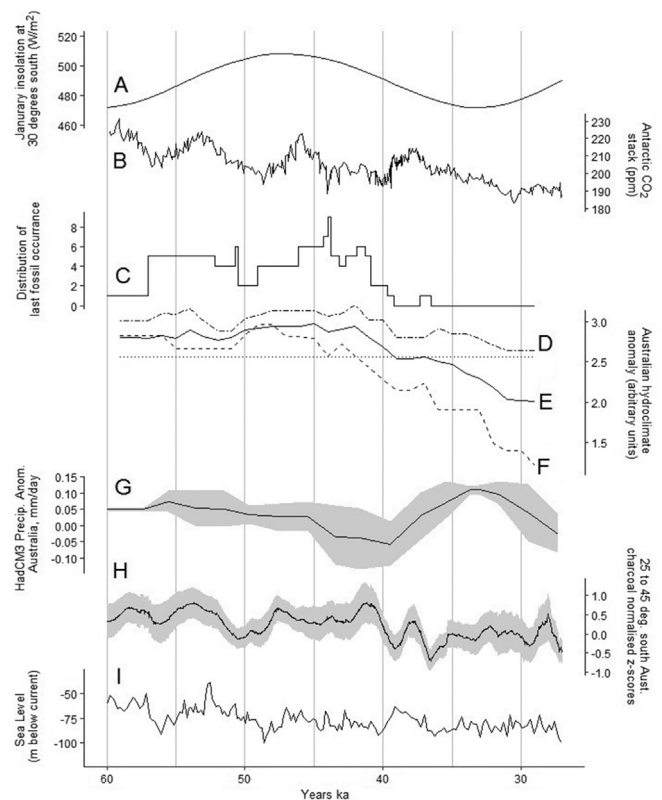 Janurary insolation at
30 degrees south (W/m²)
520
500
480
460
A
B
230
220
210
200
190
180
Antarctic CO₂
stack (ppm)
Distribution of
last fossil occurrance
8
6
4
2
0
C
D
E
F
3.0
2.5
2.0
1.5
Australian hydroclimate
anomaly (arbitrary units)
HadCM3 Precip. Anom.
Australia, mm/day
0.15
0.10
0.05
0.00
-0.05
-0.10
G
H
1.0
0.5
0.0
-0.5
-1.0
25 to 45 deg. south Aust.
charcoal normalised z-scores
Sea Level
(m below current)
-50
-75
-100
I
60
50
40
30
Years ka